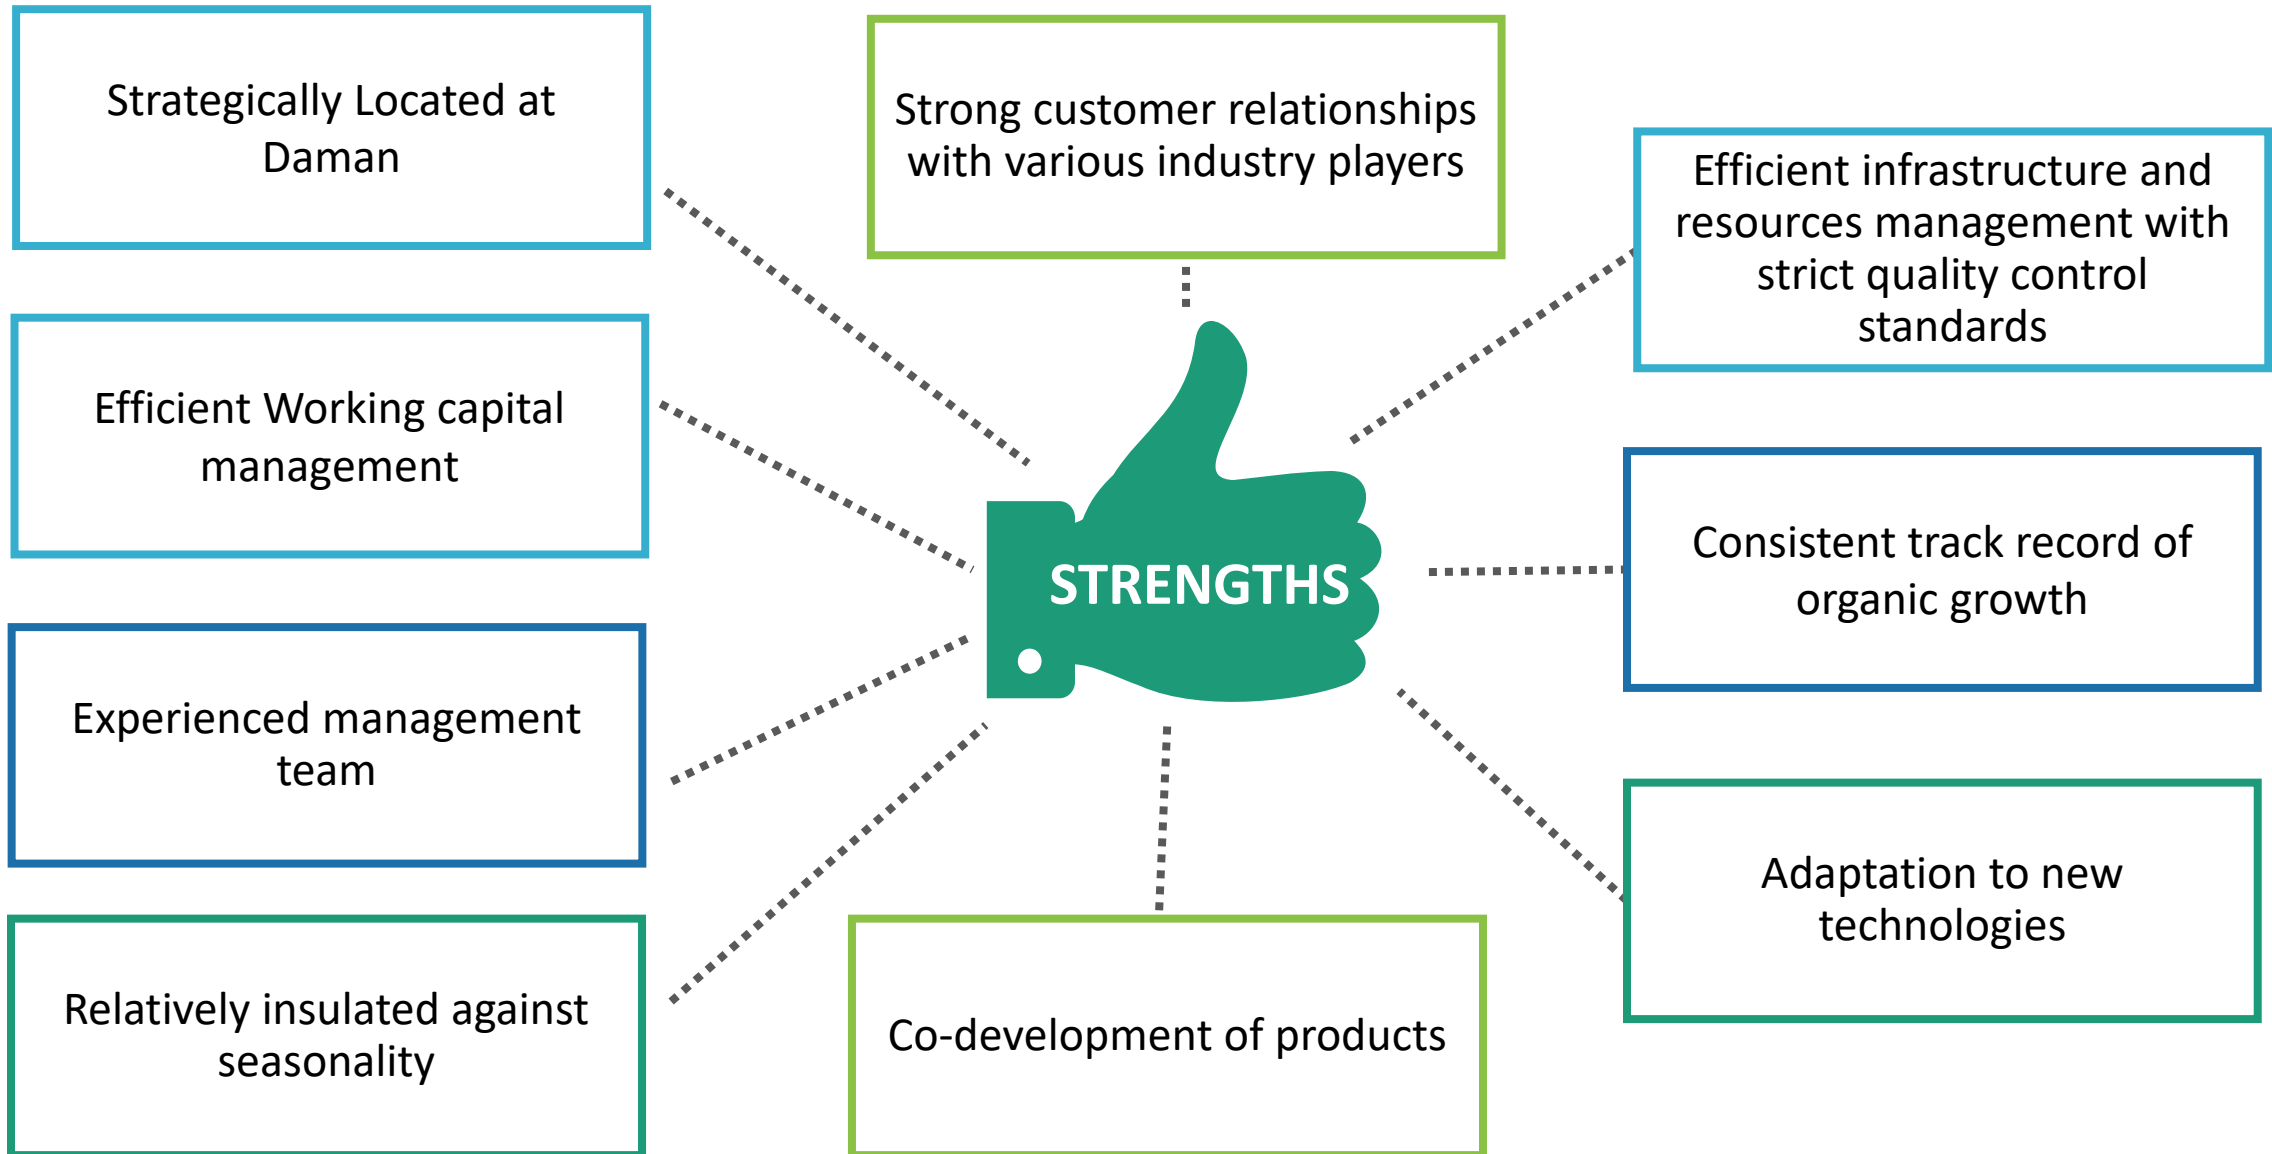 Strategically Located at
Daman
Strong customer relationships
with various industry players
Efficient infrastructure and
resources management with
strict quality control
standards
Efficient Working capital
management
STRENGTHS
Consistent track record of
organic growth
Experienced management
team
Adaptation to new
technologies
Relatively insulated against
seasonality
Co-development of products